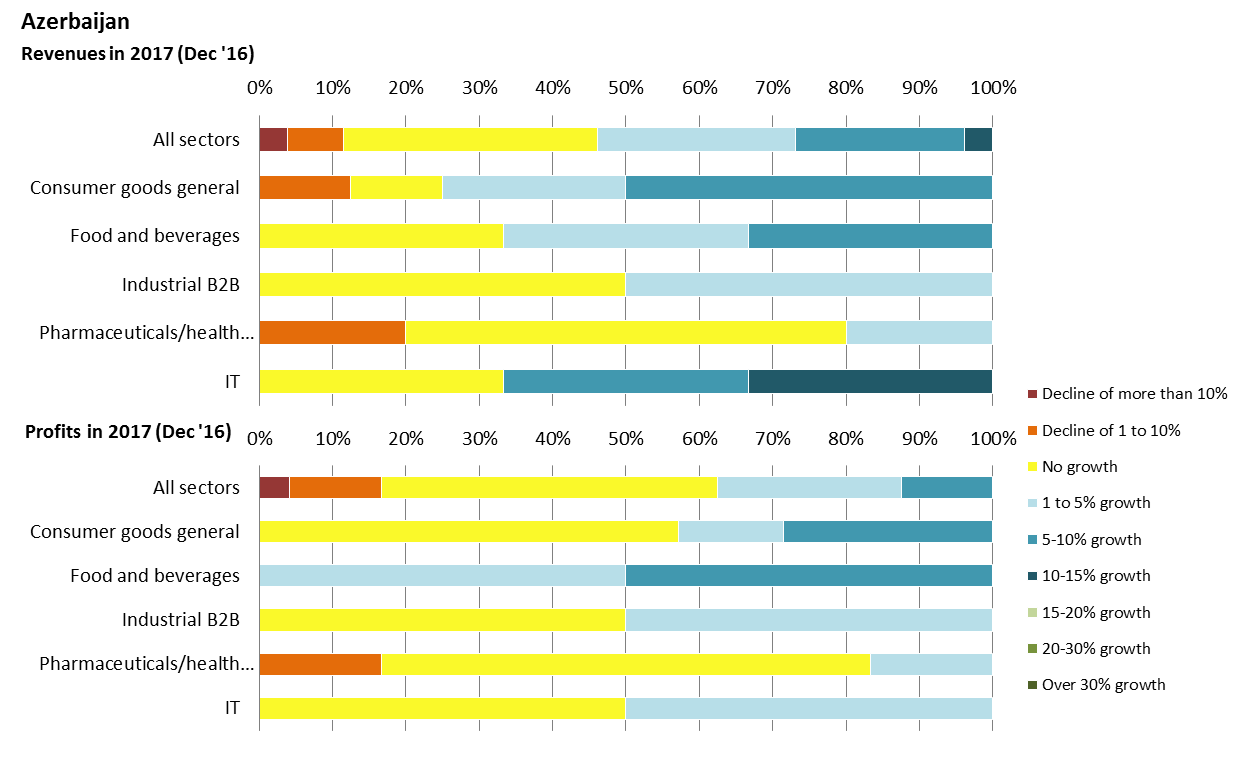 Azerbaijan
Revenues in 2017 (Dec '16)
0% 10% 20% 30% 40% 50% 60% 70% 80% 90% 100%
All sectors
Consumer goods general
Food and beverages
Industrial B2B
Pharmaceuticals/health...
IT
Profits in 2017 (Dec '16)
0% 10% 20% 30% 40% 50% 60% 70% 80% 90% 100%
All sectors
Consumer goods general
Food and beverages
Industrial B2B
Pharmaceuticals/health...
IT
Decline of more than 10%
Decline of 1 to 10%
No growth
1 to 5% growth
5-10% growth
10-15% growth
15-20% growth
20-30% growth
Over 30% growth